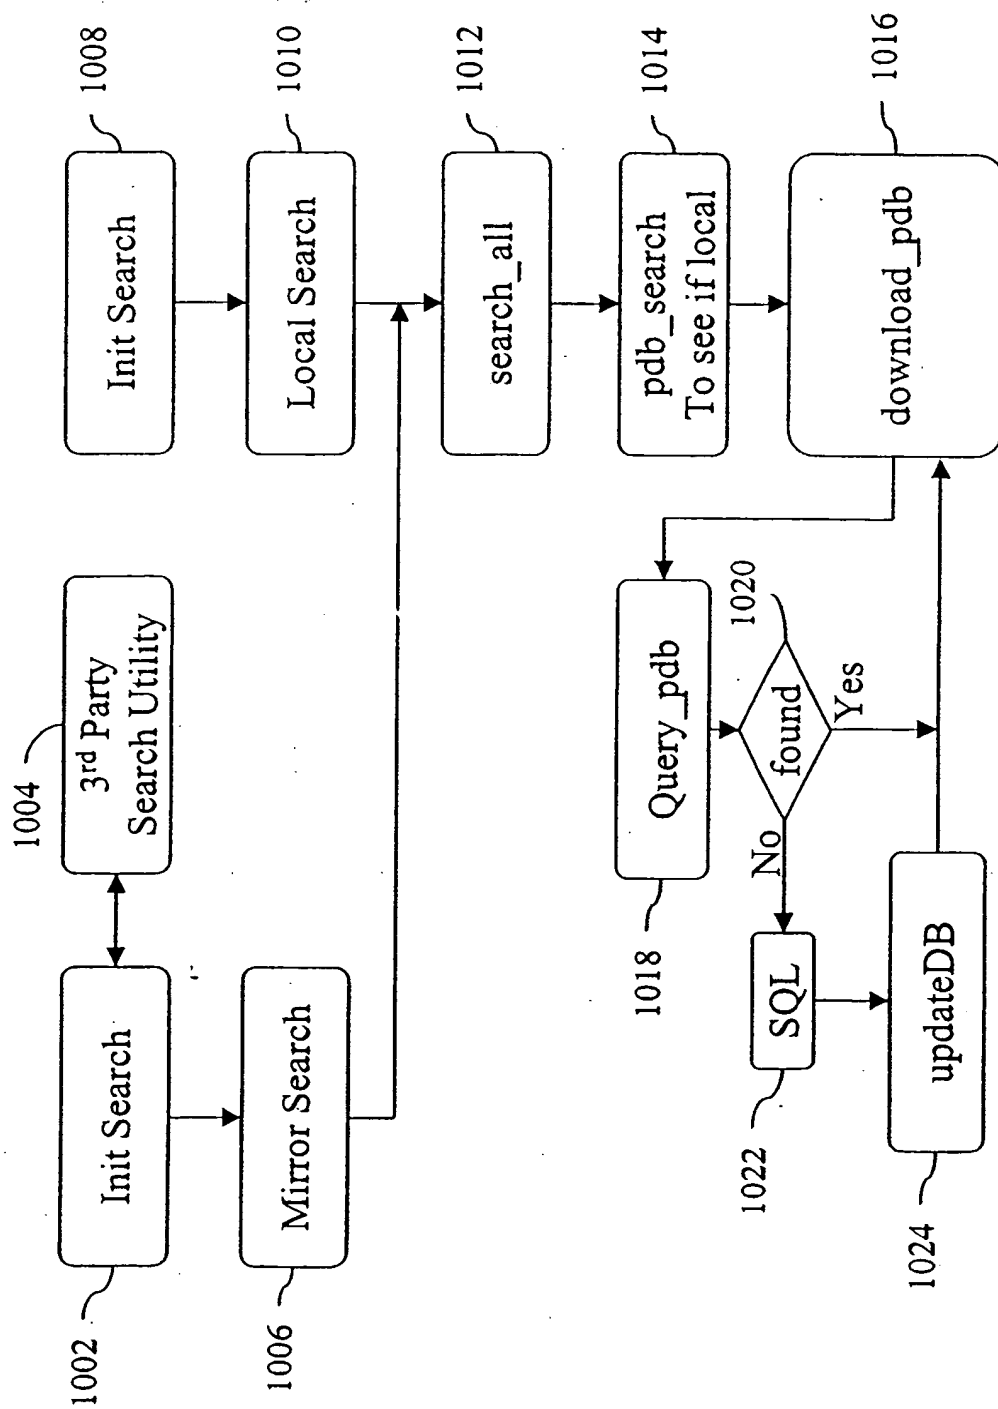 1002
Init Search
1004
3rd Party
Search Utility
Init Search
1008
1006
Mirror Search
Local Search
1010
search_all
1012
pdb_search
To see if local
1014
1018
Query_pdb
1020
found
No
Yes
1022
SQL
download_pdb
1016
1024
updateDB